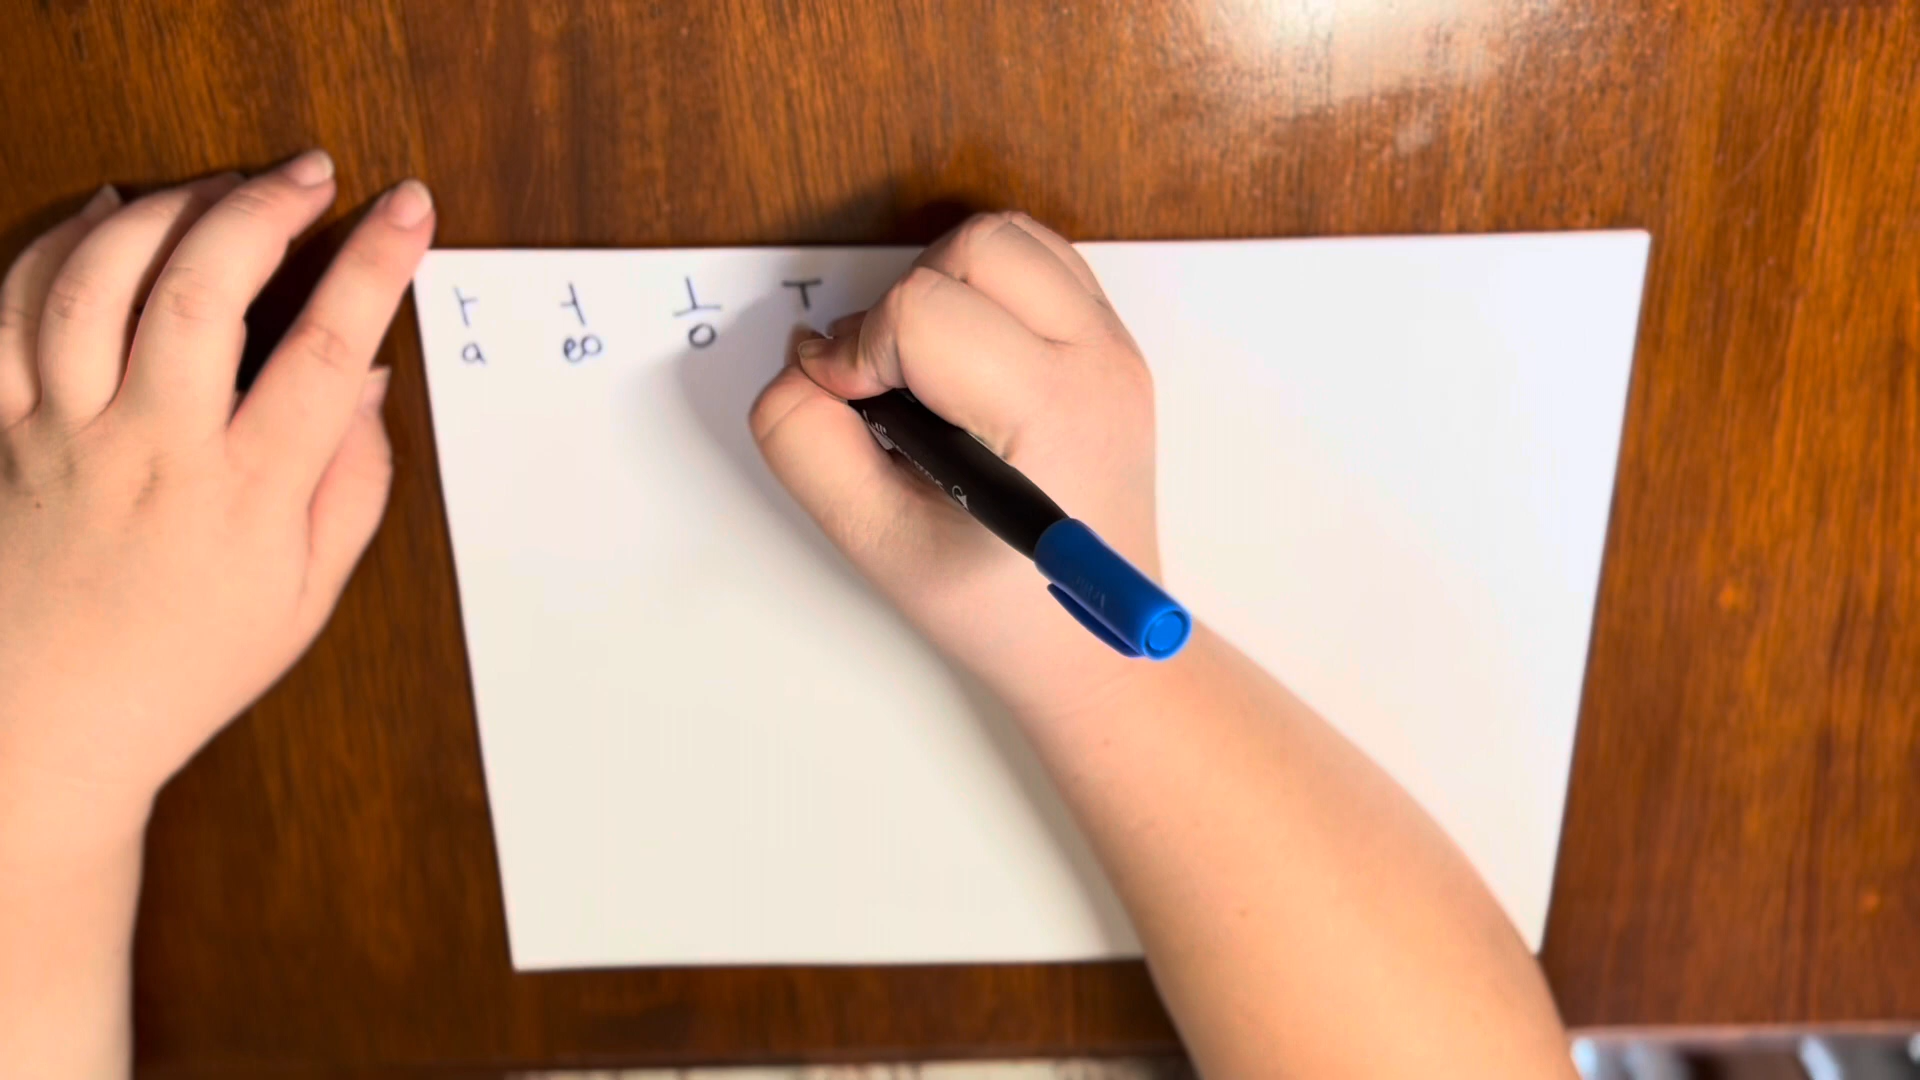 ㅏ ㅓ ㅗ ㅜ
a eo o